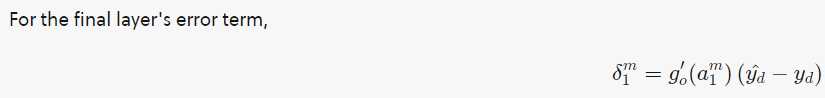 For the final layer's error term,
δ₁ᵐ = g′ₒ(a₁ᵐ) (ŷ_d − y_d)